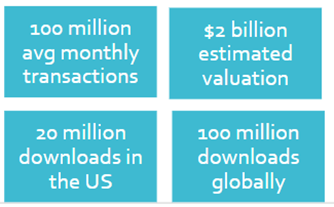 100 million
avg monthly
transactions
$2 billion
estimated
valuation
20 million
downloads in
the US
100 million
downloads
globally